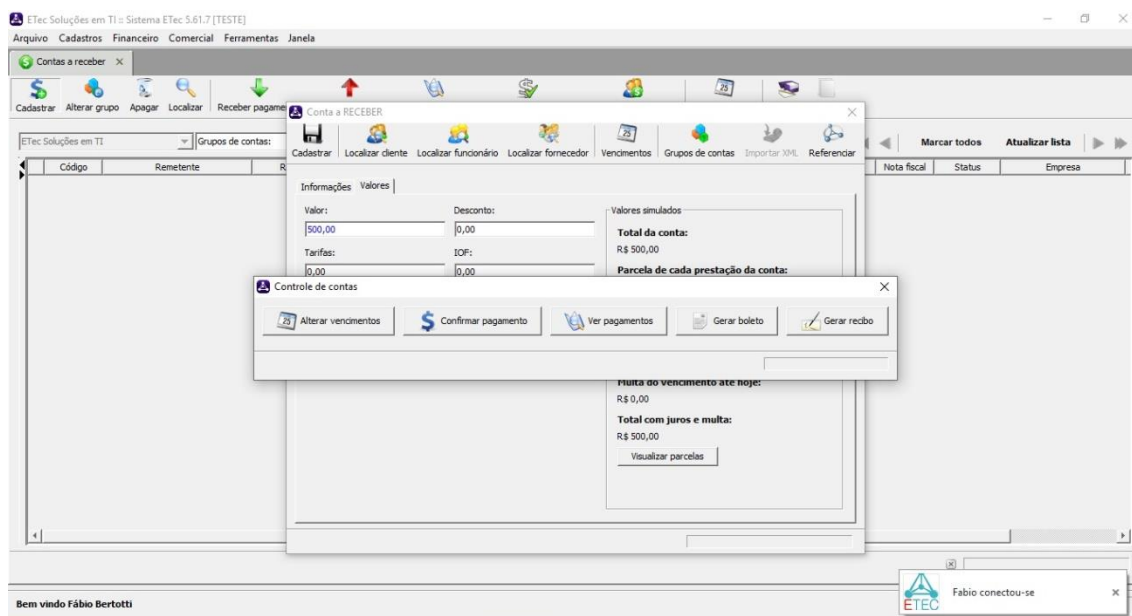 ETec Soluções em TI :: Sistema ETec 5.61.7 [TESTE]
Arquivo Cadastros Financeiro Comercial Ferramentas Janela
Contas a receber
Cadastrar Alterar grupo Apagar Localizar Receber pagame
Conta a RECEBER
ETec Soluções em TI
Grupos de contas:
Cadastrar Localizar cliente Localizar funcionário Localizar fornecedor Vencimentos Grupos de contas Importar XML Referenciar
Marcar todos Atualizar lista
Código Remetente R
Nota fiscal Status Empresa
Informações Valores
Valor: Desconto:
500,00 0,00
Tarifas: IOF:
0,00 0,00
Valores simulados
Total da conta:
R$ 500,00
Parcela de cada prestação da conta:
Controle de contas
Alterar vencimentos Confirmar pagamento Ver pagamentos Gerar boleto Gerar recibo
Multa do vencimento até hoje:
R$ 0,00
Total com juros e multa:
R$ 500,00
Visualizar parcelas
Fabio conectou-se
ETEC
Bem vindo Fábio Bertotti